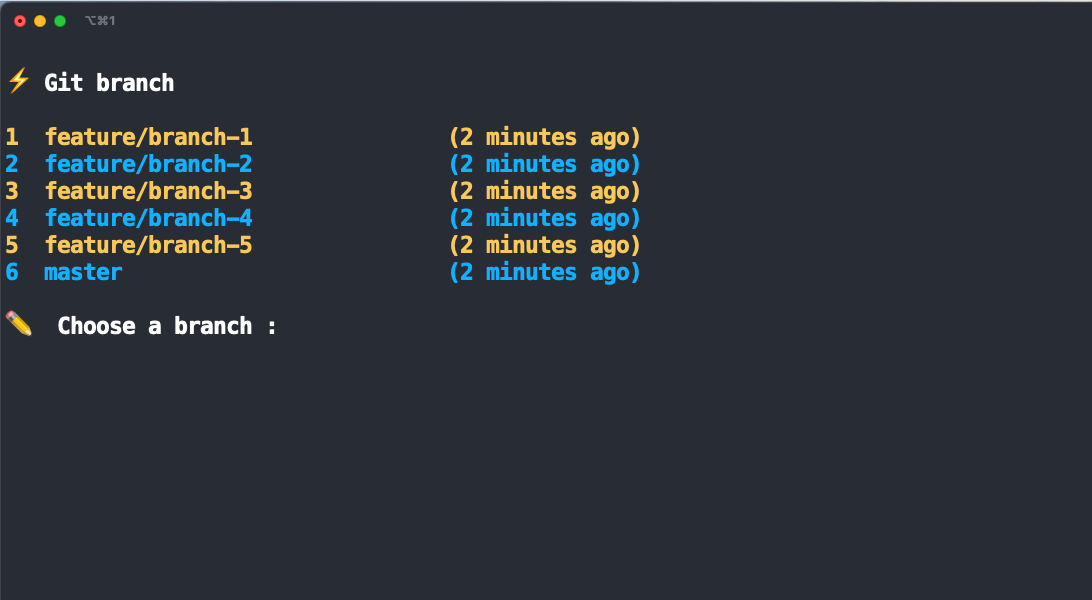 ⌥⌘1
⚡ Git branch
1 feature/branch-1 (2 minutes ago)
2 feature/branch-2 (2 minutes ago)
3 feature/branch-3 (2 minutes ago)
4 feature/branch-4 (2 minutes ago)
5 feature/branch-5 (2 minutes ago)
6 master (2 minutes ago)
✏️ Choose a branch :